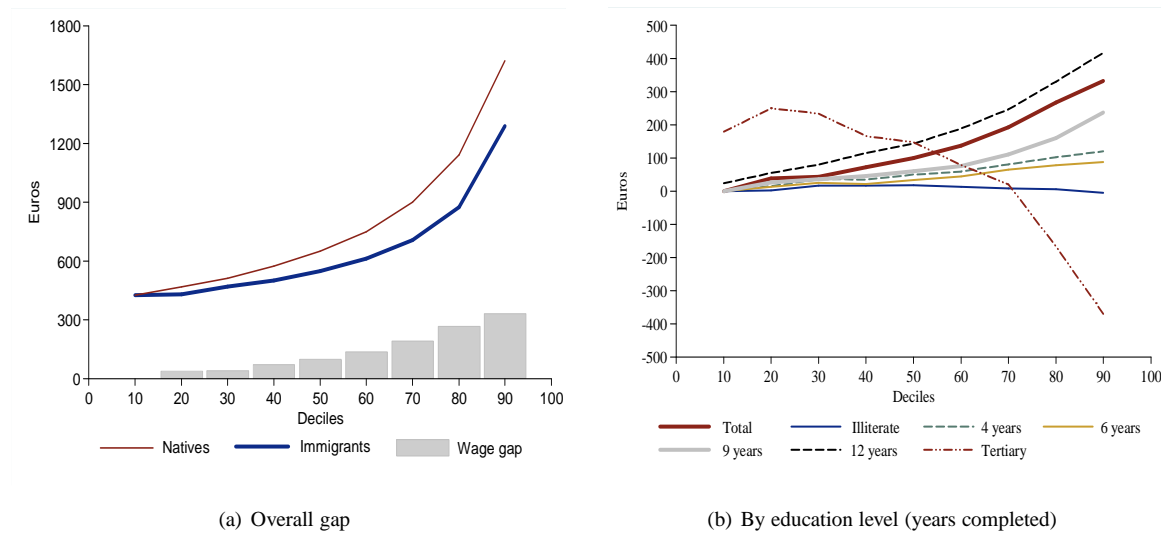 1800
1500
1200
900
600
300
0
Euros
0 10 20 30 40 50 60 70 80 90 100
Deciles
Natives Immigrants Wage gap
(a) Overall gap
500
400
300
200
100
0
-100
-200
-300
-400
-500
Euros
0 10 20 30 40 50 60 70 80 90 100
Deciles
Total Illiterate 4 years 6 years
9 years 12 years Tertiary
(b) By education level (years completed)